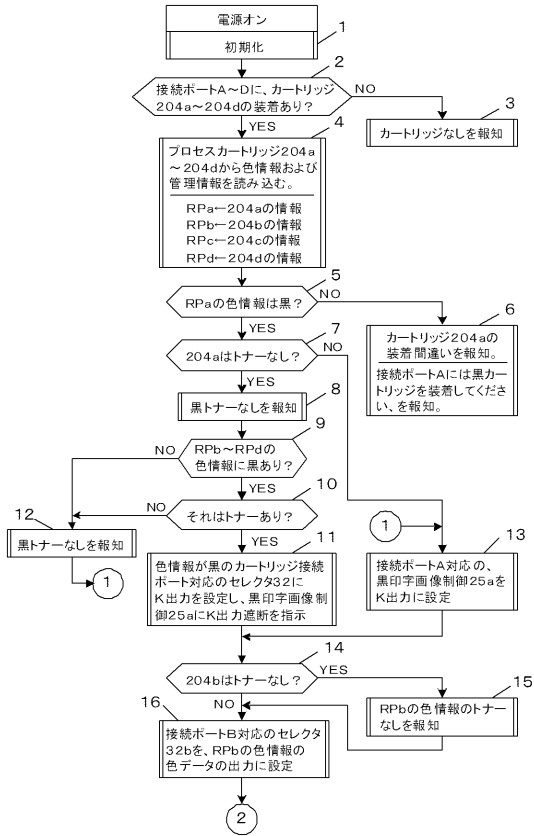 電源オン
1
初期化
2
接続ポートA～Dに、カートリッジ
204a～204dの装着あり？
NO
3
カートリッジなしを報知
YES
4
プロセスカートリッジ204a
～204dから色情報および
管理情報を読み込む。
RPa←204aの情報
RPb←204bの情報
RPc←204cの情報
RPd←204dの情報
5
RPaの色情報は黒？
NO
6
カートリッジ204aの
装着間違いを報知。
接続ポートAには黒カー
トリッジを装着してくださ
い、を報知。
YES
7
204aはトナーなし？
NO
YES
8
黒トナーなしを報知
9
RPb～RPdの
色情報に黒あり？
NO
YES
10
それはトナーあり？
NO
12
黒トナーなしを報知
1
YES
11
色情報が黒のカートリッジ接続
ポート対応のセレクタ32に
K出力を設定し、黒印字画像制
御25aにK出力遮断を指示
1
13
接続ポートA対応の、
黒印字画像制御25aを
K出力に設定
14
204bはトナーなし？
YES
15
RPbの色情報のトナー
なしを報知
NO
16
接続ポートB対応のセレクタ
32bを、RPbの色情報の
色データの出力に設定
2